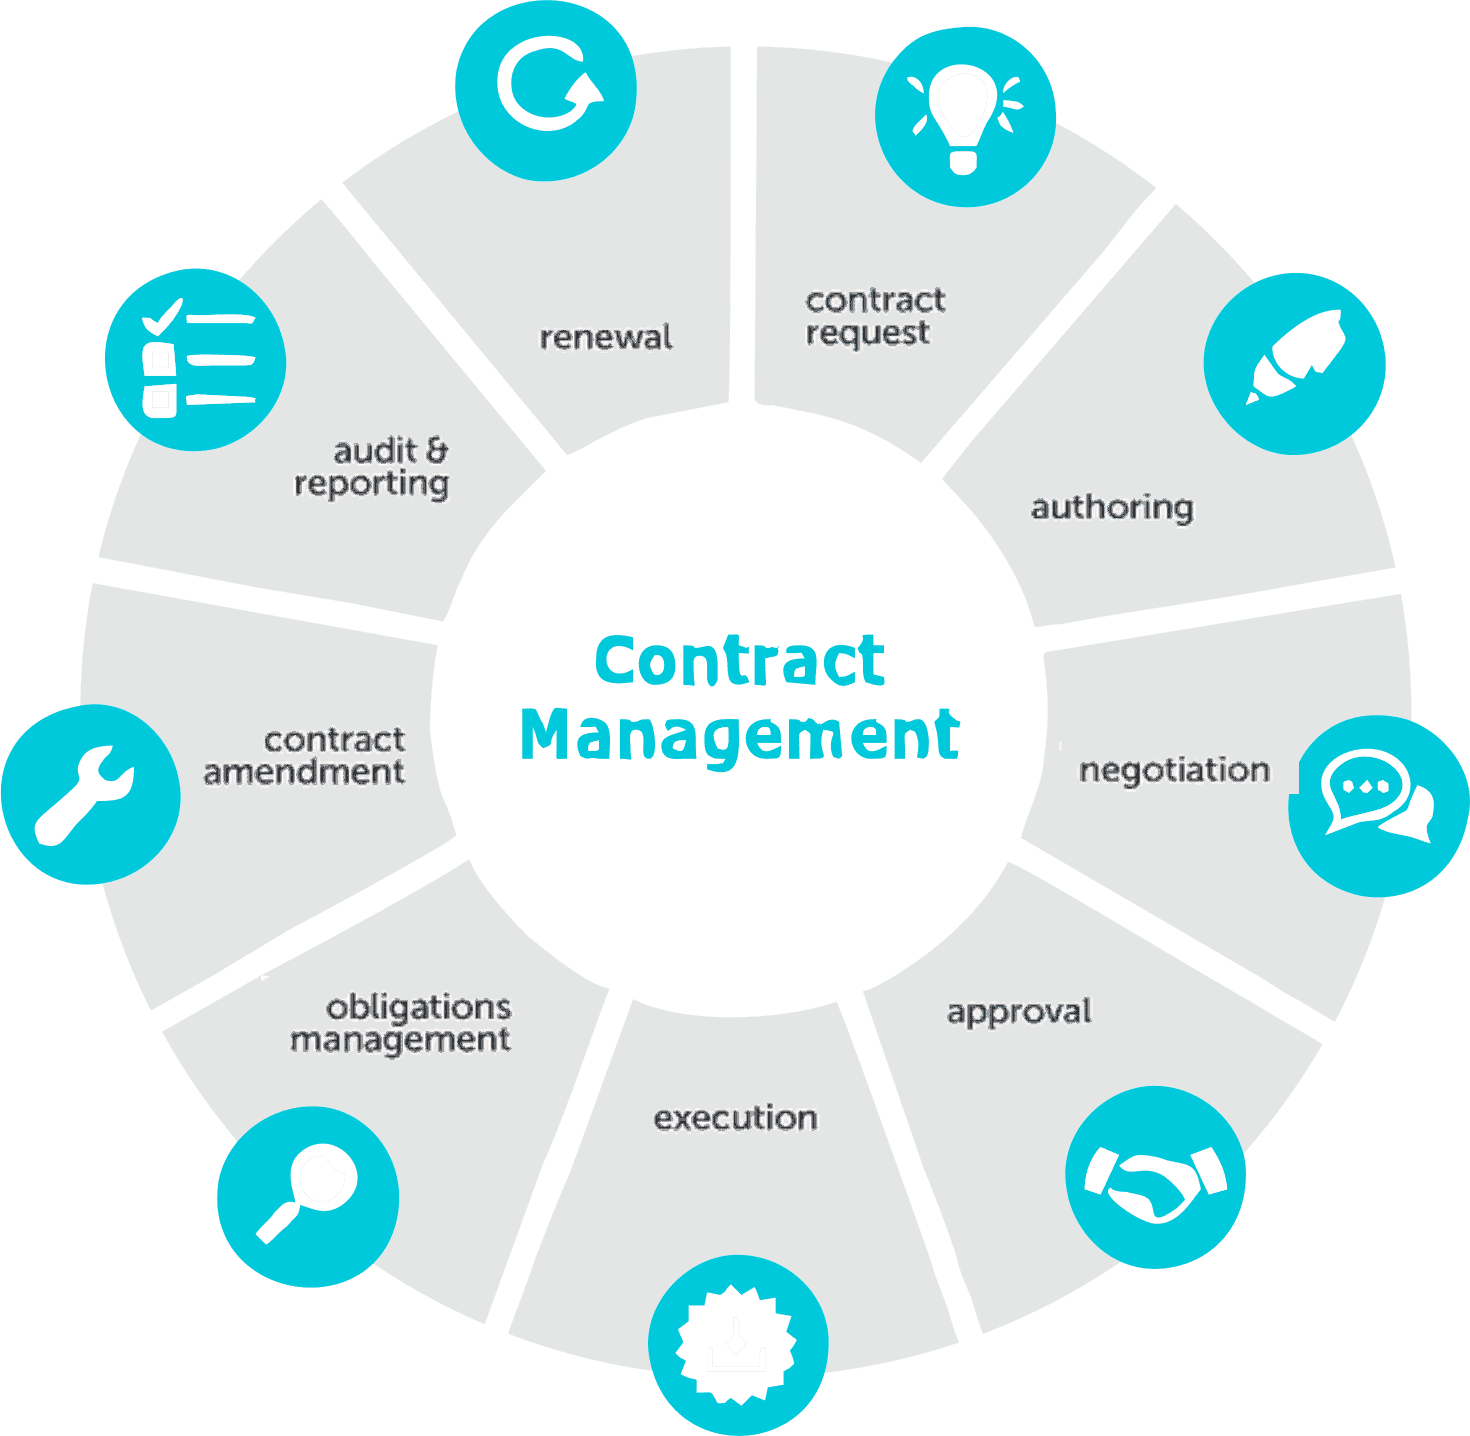 Contract
Management
contract
request
authoring
negotiation
approval
execution
obligations
management
contract
amendment
audit &
reporting
renewal